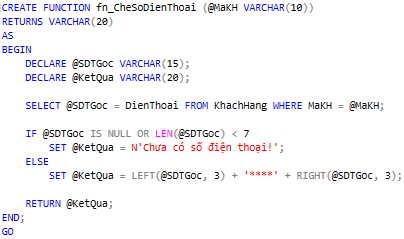 CREATE FUNCTION fn_CheSoDienThoai (@MaKH VARCHAR(10))
RETURNS VARCHAR(20)
AS
BEGIN
    DECLARE @SDTGoc VARCHAR(15);
    DECLARE @KetQua VARCHAR(20);

    SELECT @SDTGoc = DienThoai FROM KhachHang WHERE MaKH = @MaKH;

    IF @SDTGoc IS NULL OR LEN(@SDTGoc) < 7
        SET @KetQua = N'Chưa có số điện thoại!';
    ELSE
        SET @KetQua = LEFT(@SDTGoc, 3) + '****' + RIGHT(@SDTGoc, 3);

    RETURN @KetQua;
END;
GO